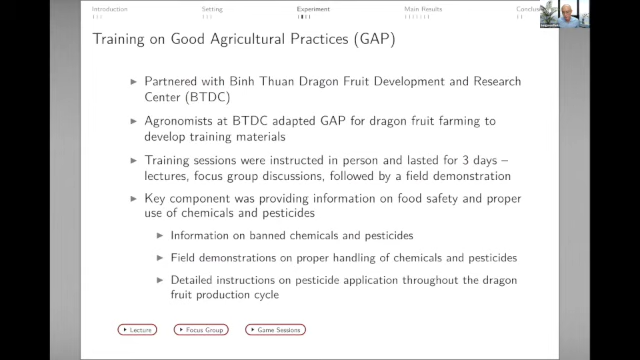 Introduction Setting Experiment Main Results
Training on Good Agricultural Practices (GAP)
Partnered with Binh Thuan Dragon Fruit Development and Research
Center (BTDC)
Agronomists at BTDC adapted GAP for dragon fruit farming to
develop training materials
Training sessions were instructed in person and lasted for 3 days –
lectures, focus group discussions, followed by a field demonstration
Key component was providing information on food safety and proper
use of chemicals and pesticides
Information on banned chemicals and pesticides
Field demonstrations on proper handling of chemicals and pesticides
Detailed instructions on pesticide application throughout the dragon
fruit production cycle
Lecture Focus Group Game Sessions